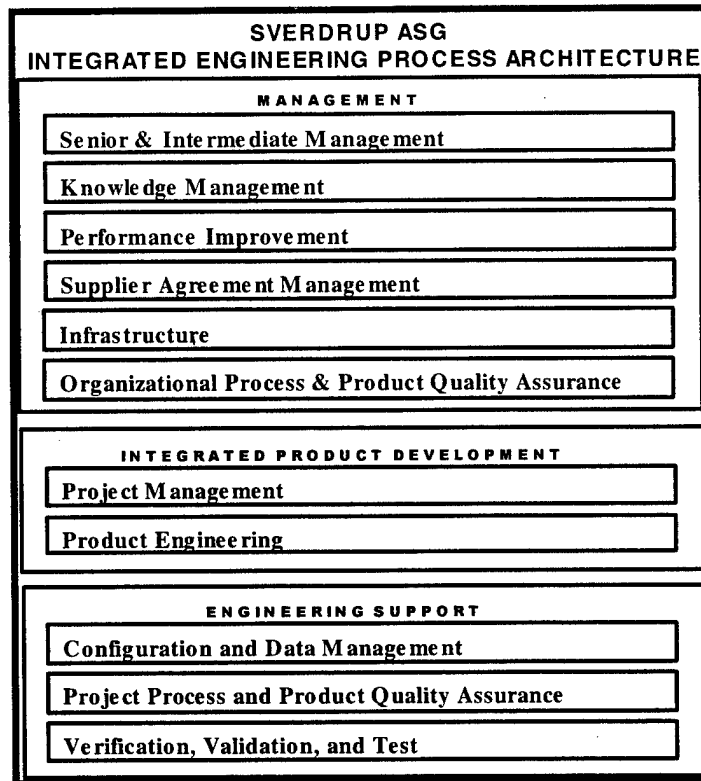 SVERDRUP ASG
INTEGRATED ENGINEERING PROCESS ARCHITECTURE
MANAGEMENT
Senior & Intermediate Management
Knowledge Management
Performance Improvement
Supplier Agreement Management
Infrastructure
Organizational Process & Product Quality Assurance
INTEGRATED PRODUCT DEVELOPMENT
Project Management
Product Engineering
ENGINEERING SUPPORT
Configuration and Data Management
Project Process and Product Quality Assurance
Verification, Validation, and Test